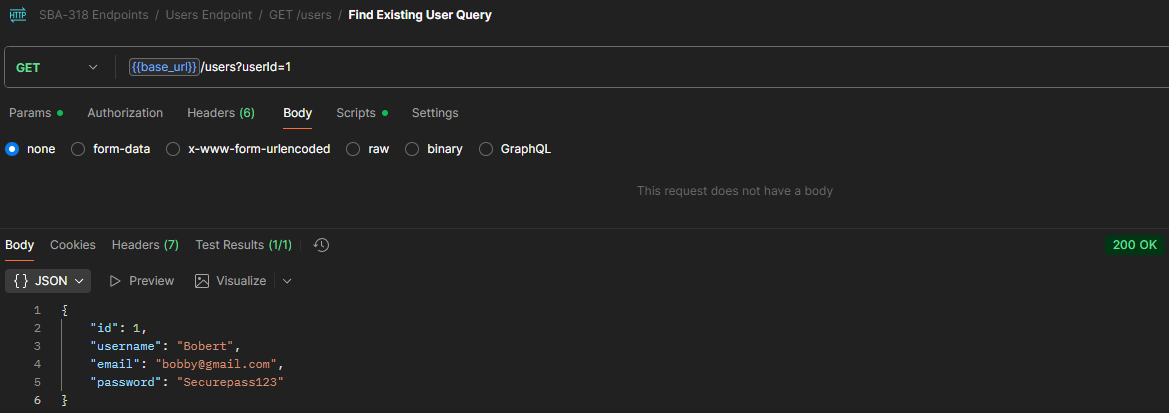 HTTP SBA-318 Endpoints / Users Endpoint / GET /users / Find Existing User Query
GET {{base_url}}/users?userId=1
Params Authorization Headers (6) Body Scripts Settings
none form-data x-www-form-urlencoded raw binary GraphQL
This request does not have a body
Body Cookies Headers (7) Test Results (1/1) 200 OK
{} JSON Preview Visualize
1 {
2 "id": 1,
3 "username": "Bobert",
4 "email": "bobby@gmail.com",
5 "password": "Securepass123"
6 }